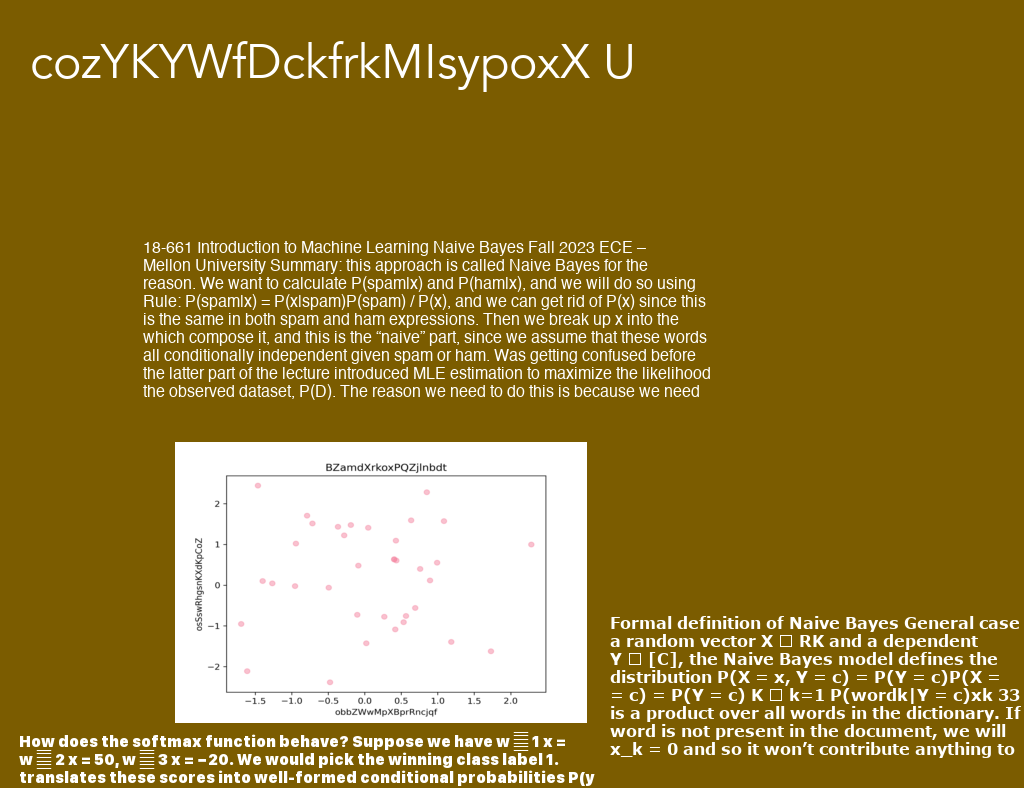 cozYKYWfDckfrkMIsypoxX U
18-661 Introduction to Machine Learning Naive Bayes Fall 2023 ECE –
Mellon University Summary: this approach is called Naive Bayes for the
reason. We want to calculate P(spam|x) and P(ham|x), and we will do so using
Rule: P(spam|x) = P(x|spam)P(spam) / P(x), and we can get rid of P(x) since this
is the same in both spam and ham expressions. Then we break up x into the
which compose it, and this is the “naive” part, since we assume that these words
all conditionally independent given spam or ham. Was getting confused before
the latter part of the lecture introduced MLE estimation to maximize the likelihood
the observed dataset, P(D). The reason we need to do this is because we need
BZamdXrkoxPQZjlnbdt
osSswRhgsnKXdKpCoZ
2
1
0
−1
−2
−1.5 −1.0 −0.5 0.0 0.5 1.0 1.5 2.0
obbZWwMpXBprRncjqf
How does the softmax function behave? Suppose we have w 1 x =
w 2 x = 50, w 3 x = −20. We would pick the winning class label 1.
translates these scores into well-formed conditional probabilities P(y
Formal definition of Naive Bayes General case
a random vector X □ RK and a dependent
Y □ [C], the Naive Bayes model defines the
distribution P(X = x, Y = c) = P(Y = c)P(X =
= c) = P(Y = c) K □ k=1 P(wordk|Y = c)xk 33
is a product over all words in the dictionary. If
word is not present in the document, we will
x_k = 0 and so it won’t contribute anything to